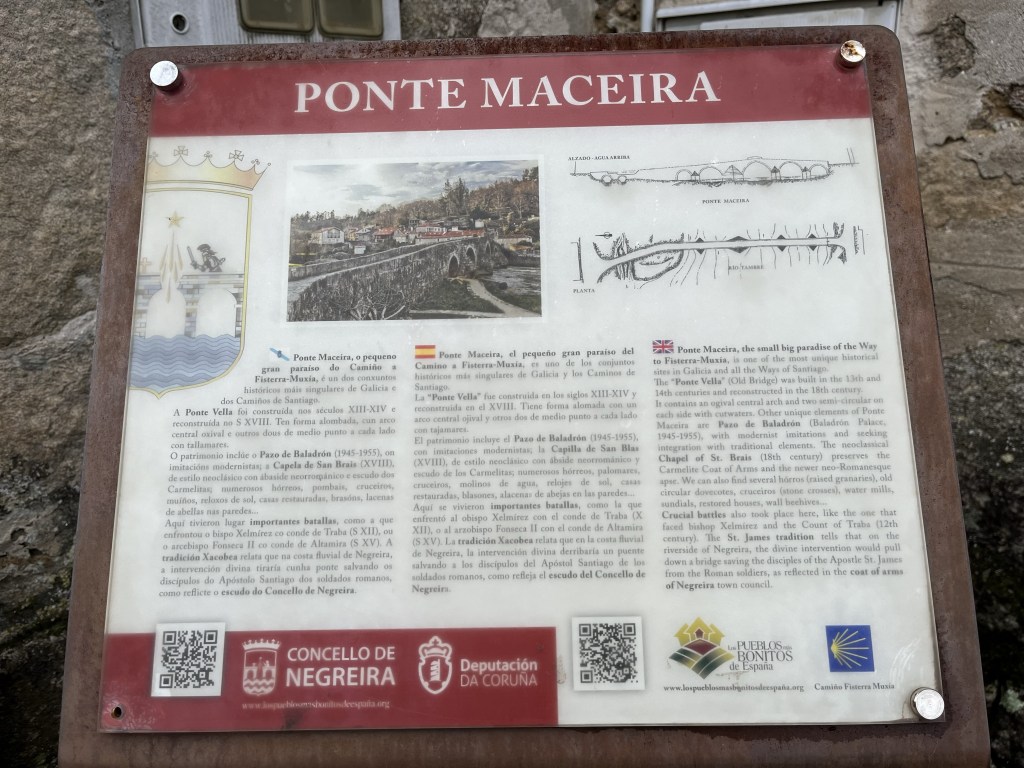 PONTE MACEIRA
ALZADO - AGUA ARRIBA
PONTE MACEIRA
RÍO TAMBRE
PLANTA
Ponte Maceira, o pequeno
gran paraíso do Camiño a
Fisterra-Muxía, é un dos conxuntos
históricos máis singulares de Galicia e
dos Camiños de Santiago.
A Ponte Vella foi construída nos séculos XIII-XIV e
reconstruída no S XVIII. Ten forma alombada, cun arco
central oxival e outros dous de medio punto a cada lado
con tallamares.
O patrimonio inclúe o Pazo de Baladrón (1945-1955), on
imitacións modernistas; a Capela de San Brais (XVIII),
de estilo neoclásico con ábside neorrománico e escudo dos
Carmelitas; numerosos hórreos, pombais, cruceiros,
muíños, reloxos de sol, casas restauradas, brasóns, lacenas
de abellas nas paredes...
Aquí tiveron lugar importantes batallas, como a que
enfrontou o bispo Xelmírez co conde de Traba (S XII), ou
o arcebispo Fonseca II co conde de Altamira (S XV). A
tradición Xacobea relata que na costa fluvial de Negreira,
a intervención divina tiraría cunha ponte salvando os
discípulos do Apóstolo Santiago dos soldados romanos,
como reflicte o escudo do Concello de Negreira.
Ponte Maceira, el pequeño gran paraíso del
Camino a Fisterra-Muxía, es uno de los conjuntos
históricos más singulares de Galicia y los Caminos de
Santiago.
La "Ponte Vella" fue construida en los siglos XIII-XIV y
reconstruida en el XVIII. Tiene forma alomada con un
arco central ojival y otros dos de medio punto a cada lado
con tajamares.
El patrimonio incluye el Pazo de Baladrón (1945-1955),
con imitaciones modernistas; la Capilla de San Blas
(XVIII), de estilo neoclásico con ábside neorománico y
escudo de los Carmelitas; numerosos hórreos, palomares,
cruceiros, molinos de agua, relojes de sol, casas
restauradas, blasones, alacenas de abejas en las paredes...
Aquí se vivieron importantes batallas, como la que
enfrentó al obispo Xelmírez con el conde de Traba (X
XII), o al arzobispo Fonseca II con el conde de Altamira
(S XV). La tradición Xacobea relata que en la costa fluvial
de Negreira, la intervención divina derribaría un puente
salvando a los discípulos del Apóstol Santiago de los
soldados romanos, como refleja el escudo del Concello de
Negreira.
Ponte Maceira, the small big paradise of the Way
to Fisterra-Muxía, is one of the most unique historical
sites in Galicia and all the Ways of Santiago.
The "Ponte Vella" (Old Bridge) was built in the 13th and
14th centuries and reconstructed in the 18th century.
It contains an ogival central arch and two semi-circular on
each side with cutwaters. Other unique elements of Ponte
Maceira are Pazo de Baladrón (Baladrón Palace,
1945-1955), with modernist imitations and seeking
integration with traditional elements. The neoclassical
Chapel of St. Brais (18th century) preserves the
Carmelite Coat of Arms and the newer neo-Romanesque
apse. We can also find several hórros (raised granaries), old
circular dovecotes, cruceiros (stone crosses), water mills,
sundials, restored houses, wall beehives...
Crucial battles also took place here, like the one that
faced bishop Xelmírez and the Count of Traba (12th
century). The St. James tradition tells that on the
riverside of Negreira, the divine intervention would pull
down a bridge saving the disciples of the Apostle St. James
from the Roman soldiers, as reflected in the coat of arms
of Negreira town council.
CONCELLO DE
NEGREIRA
Deputación
DA CORUÑA
www.lospueblosmasbonitosdeespaña.org
Los PUEBLOS más
BONITOS
de España
www.lospueblosmasbonitosdeespaña.org
Camiño Fisterra Muxía